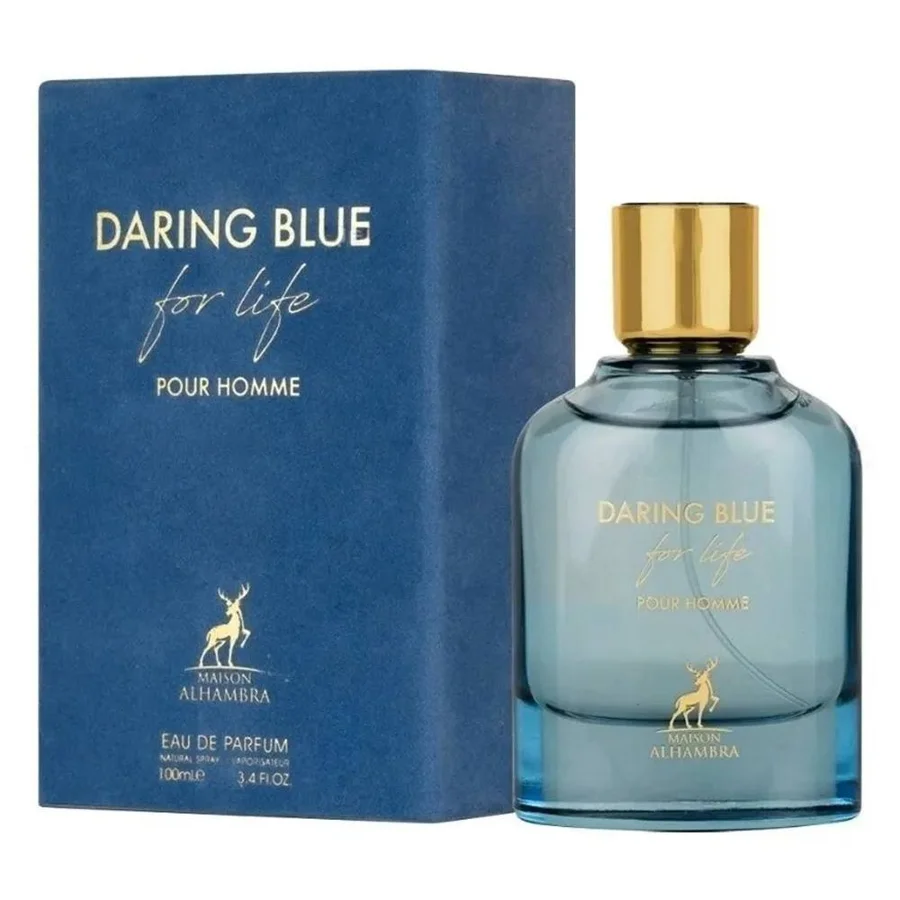 DARING BLUE
for life
POUR HOMME
MAISON
ALHAMBRA
EAU DE PARFUM
NATURAL SPRAY VAPORISATEUR
100mLe 3.4 Fl OZ.
DARING BLUE
for life
POUR HOMME
MAISON
ALHAMBRA